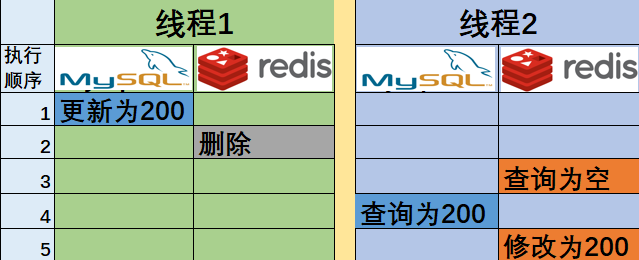 线程1 线程2
执行顺序 MySQL redis MySQL redis
1 更新为200
2 删除
3 查询为空
4 查询为200
5 修改为200